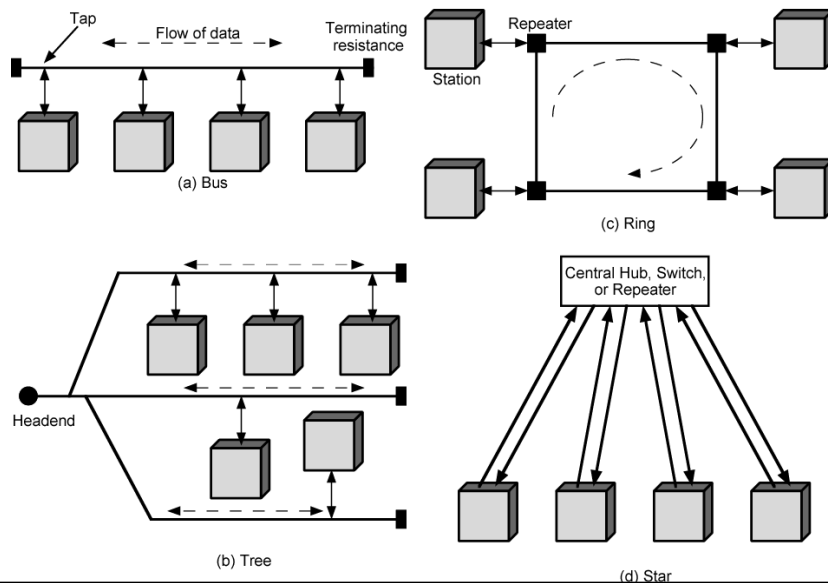 Tap
Flow of data
Terminating
resistance
(a) Bus
Repeater
Station
(c) Ring
Headend
(b) Tree
Central Hub, Switch,
or Repeater
(d) Star